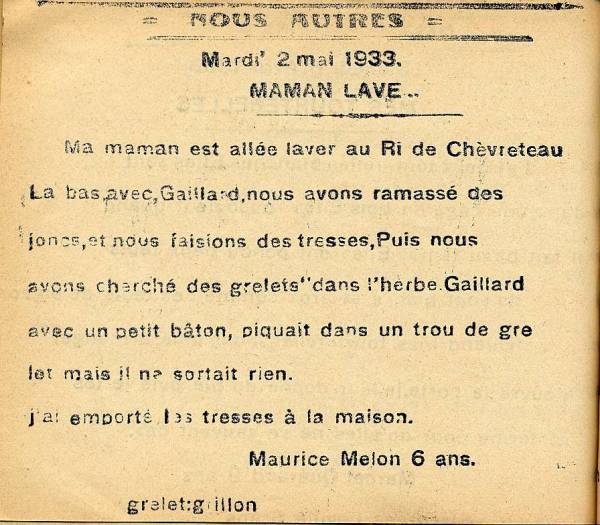 = NOUS AUTRES =
Mardi' 2 mai 1933.
MAMAN LAVE..
Ma maman est allée laver au Ri de Chèvreteau
La bas,avec,Gaillard,nous avons ramassé des
joncs,et nous faisions des tresses,Puis nous
avons cherché des grelets"dans l'herbe.Gaillard
avec un petit bâton, piquait dans un trou de gre
let mais il ne sortait rien.
j'ai emporté les tresses à la maison.
Maurice Melon 6 ans.
grelet:grillon